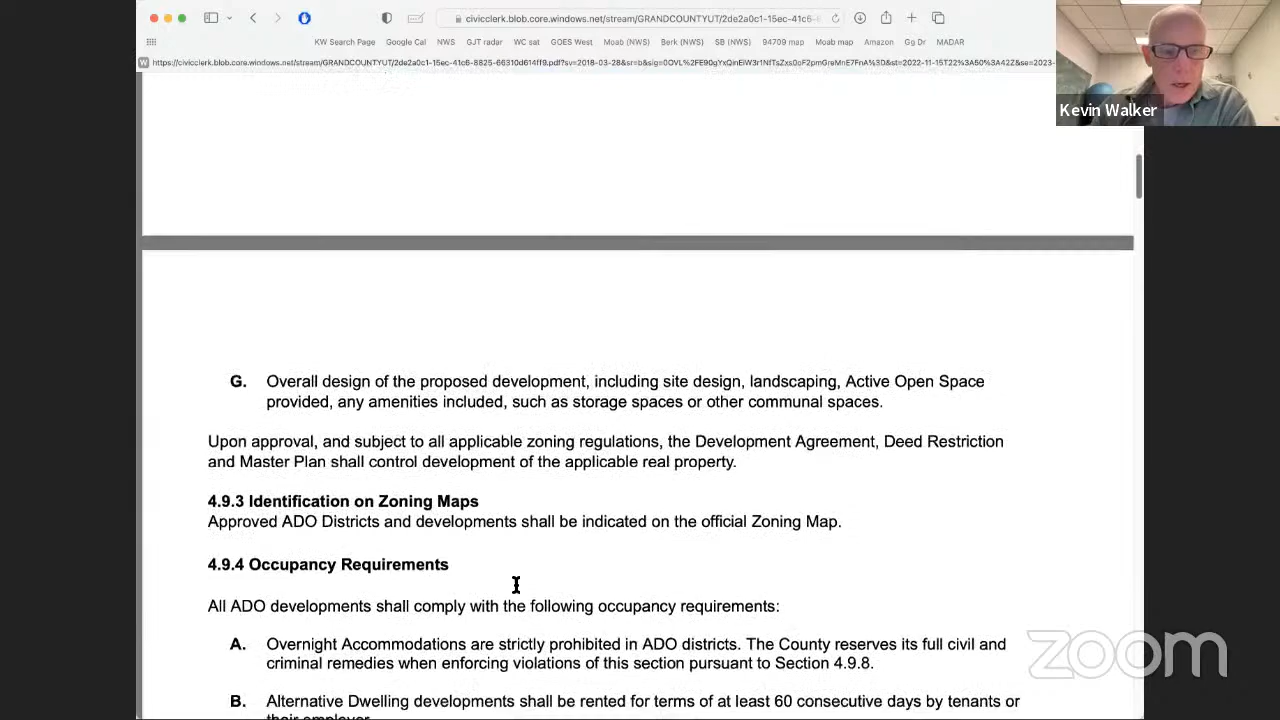 civicclerk.blob.core.windows.net/stream/GRANDCOUNTYUT/2de2a0c1-15ec-41c6-
KW Search Page Google Cal NWS GJT radar WC sat GOES West Moab (NWS) Berk (NWS) SB (NWS) 94709 map Moab map Amazon Gg Dr MADAR
Kevin Walker
G. Overall design of the proposed development, including site design, landscaping, Active Open Space
provided, any amenities included, such as storage spaces or other communal spaces.
Upon approval, and subject to all applicable zoning regulations, the Development Agreement, Deed Restriction
and Master Plan shall control development of the applicable real property.
4.9.3 Identification on Zoning Maps
Approved ADO Districts and developments shall be indicated on the official Zoning Map.
4.9.4 Occupancy Requirements
All ADO developments shall comply with the following occupancy requirements:
A. Overnight Accommodations are strictly prohibited in ADO districts. The County reserves its full civil and
criminal remedies when enforcing violations of this section pursuant to Section 4.9.8.
B. Alternative Dwelling developments shall be rented for terms of at least 60 consecutive days by tenants or
their employer
zoom